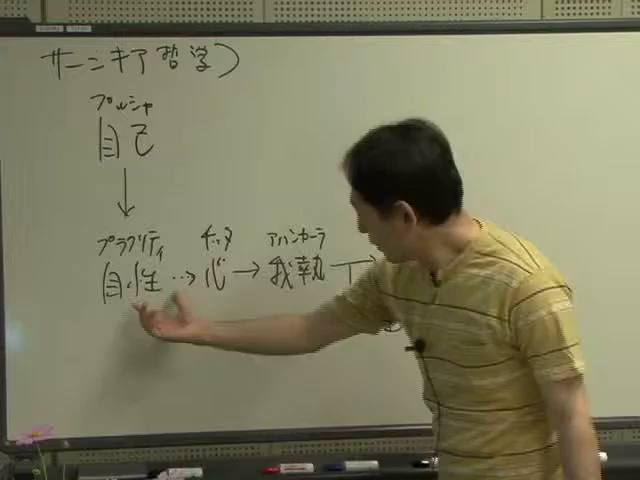 サーンキア哲学)
プルシャ
自己
↓
プラクリティ チッタ アハンカーラ
自性 …→ 心 → 我執